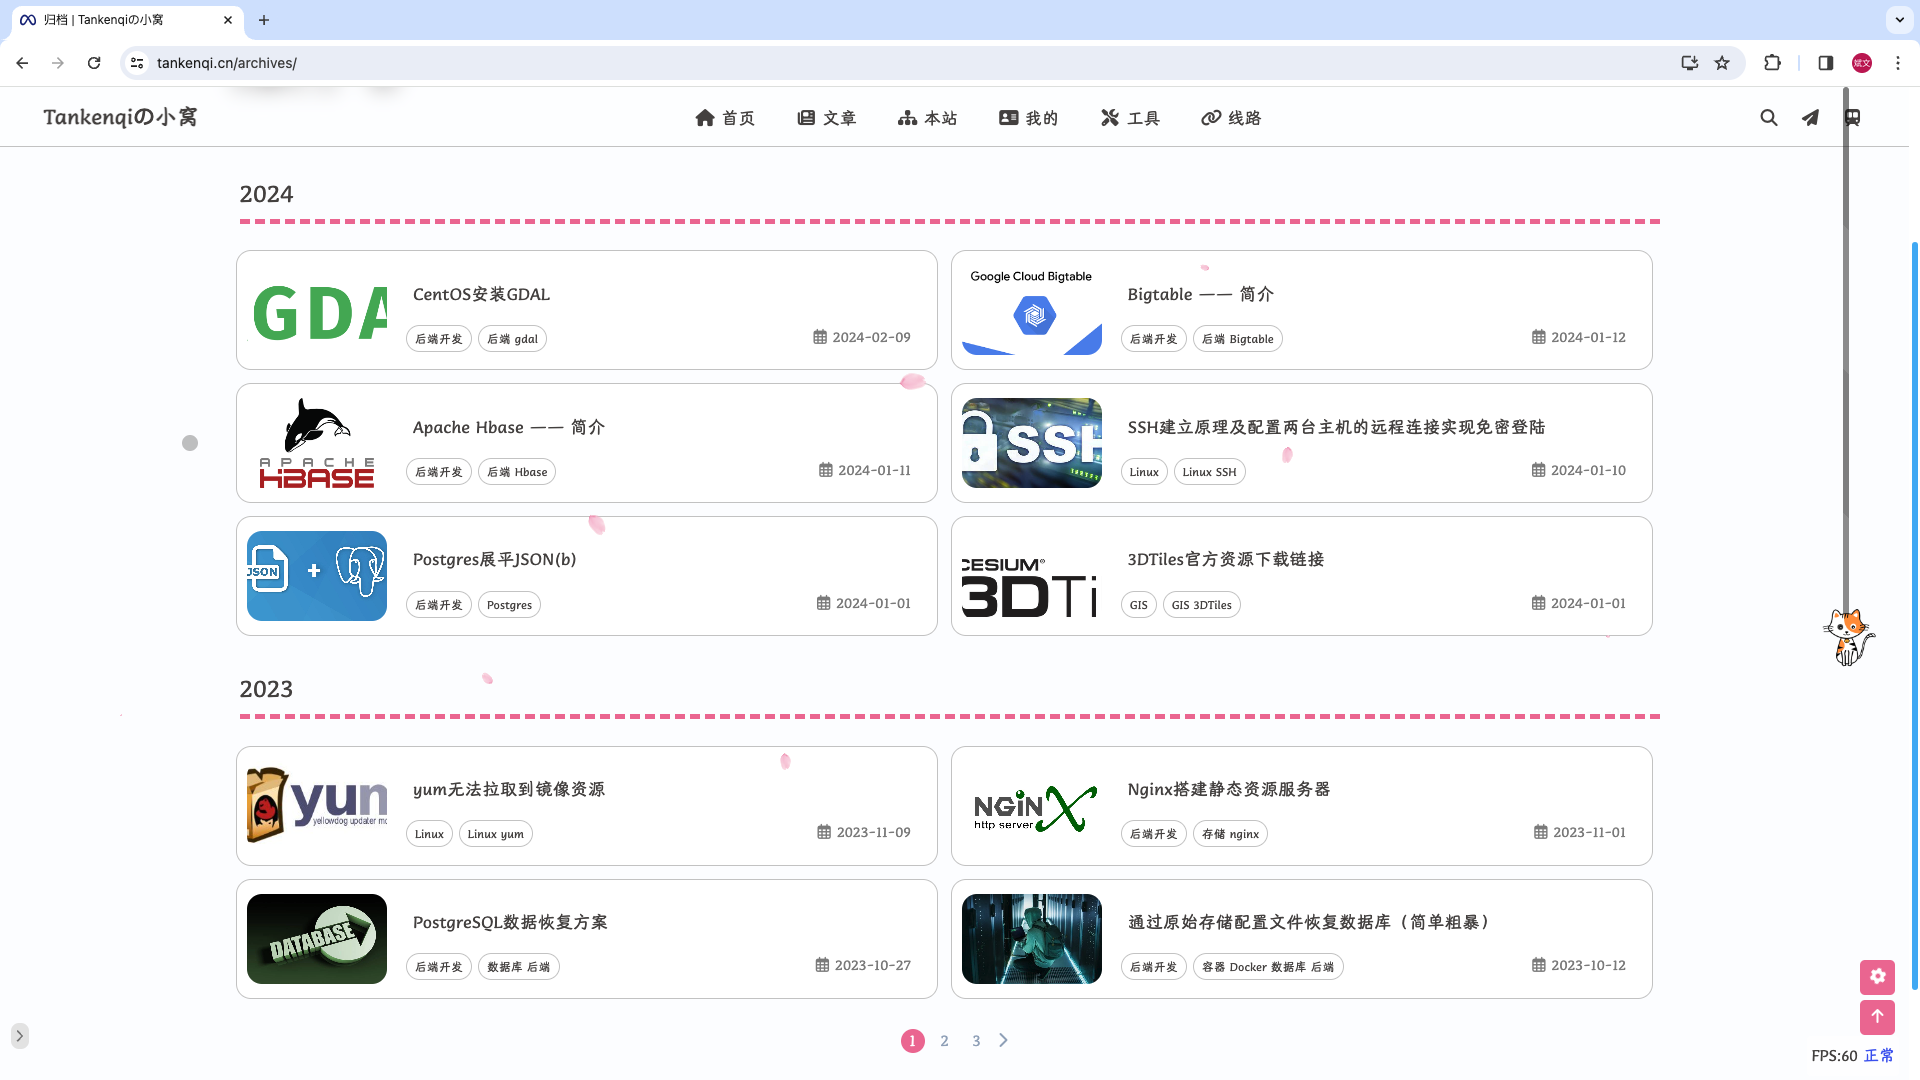 归档 | Tankenqiの小窝
tankenqi.cn/archives/
斌文
Tankenqiの小窝
首页
文章
本站
我的
工具
线路
2024
GDA
CentOS安装GDAL
后端开发
后端 gdal
2024-02-09
Google Cloud Bigtable
Bigtable —— 简介
后端开发
后端 Bigtable
2024-01-12
APACHE
HBASE
Apache Hbase —— 简介
后端开发
后端 Hbase
2024-01-11
SSH
SSH建立原理及配置两台主机的远程连接实现免密登陆
Linux
Linux SSH
2024-01-10
JSON
+
Postgres展平JSON(b)
后端开发
Postgres
2024-01-01
CESIUM®
3DTi
3DTiles官方资源下载链接
GIS
GIS 3DTiles
2024-01-01
2023
yum
yellowdog updater mo
yum无法拉取到镜像资源
Linux
Linux yum
2023-11-09
NGiNX
http server
Nginx搭建静态资源服务器
后端开发
存储 nginx
2023-11-01
DATABASE
PostgreSQL数据恢复方案
后端开发
数据库 后端
2023-10-27
通过原始存储配置文件恢复数据库（简单粗暴）
后端开发
容器 Docker 数据库 后端
2023-10-12
1
2
3
FPS:60 正常